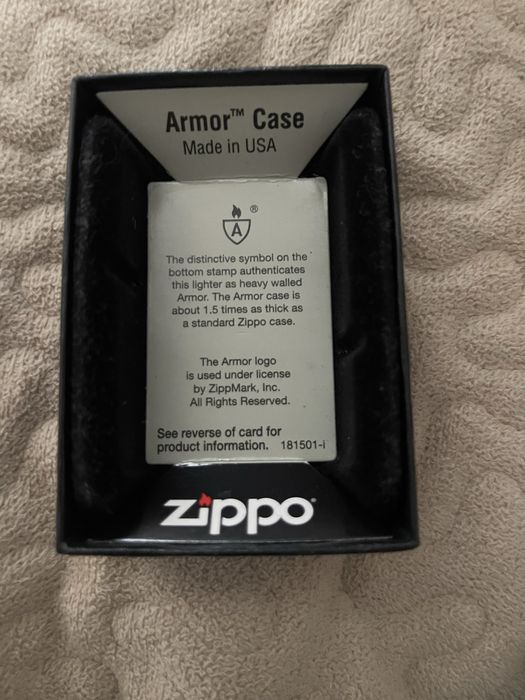 Armor™ Case
Made in USA
A ®
The distinctive symbol on the
bottom stamp authenticates
this lighter as heavy walled
Armor. The Armor case is
about 1.5 times as thick as
a standard Zippo case.
The Armor logo
is used under license
by ZippMark, Inc.
All Rights Reserved.
See reverse of card for
product information. 181501-i
zippo®